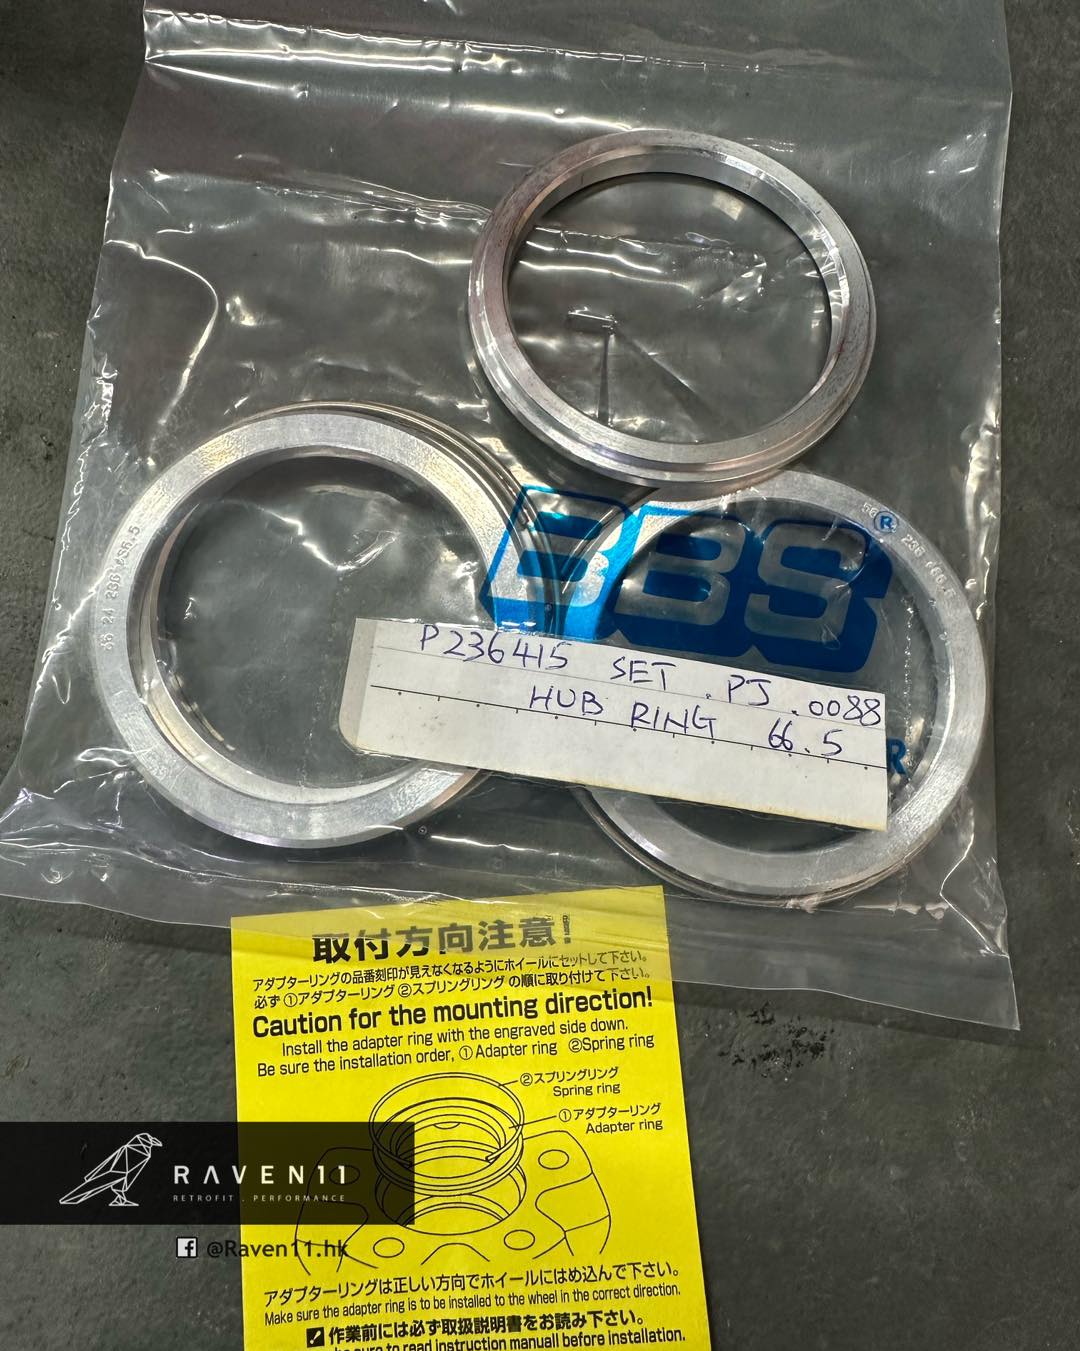 BBS
®
P236415 SET . PJ .0088
HUB RING 66.5
取付方向注意!
アダプターリングの品番刻印が見えなくなるようにホイールにセットして下さい。
必ず ①アダプターリング ②スプリングリング の順に取り付けて下さい。
Caution for the mounting direction!
Install the adapter ring with the engraved side down.
Be sure the installation order, ①Adapter ring ②Spring ring
②スプリングリング
Spring ring
①アダプターリング
Adapter ring
RAVEN11
RETROFIT . PERFORMANCE
@Raven11.hk
アダプターリングは正しい方向でホイールにはめ込んで下さい。
Make sure the adapter ring is to be installed to the wheel in the correct direction.
作業前には必ず取扱説明書をお読み下さい。
be sure to read instruction manuall before installation.